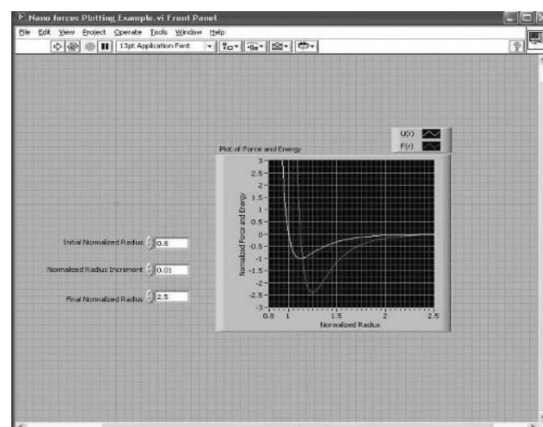 Nano forces Plotting Example.vi Front Panel
File Edit View Project Operate Tools Window Help
13pt Application Font
U(r)
F(r)
Plot of Force and Energy
3
2.5
2
1.5
1
0.5
0
-0.5
-1
-1.5
-2
-2.5
-3
Normalized Force and Energy
0.8 1 1.5 2 2.5
Normalized Radius
Initial Normalized Radius 0.8
Normalized Radius Increment 0.01
Final Normalized Radius 2.5